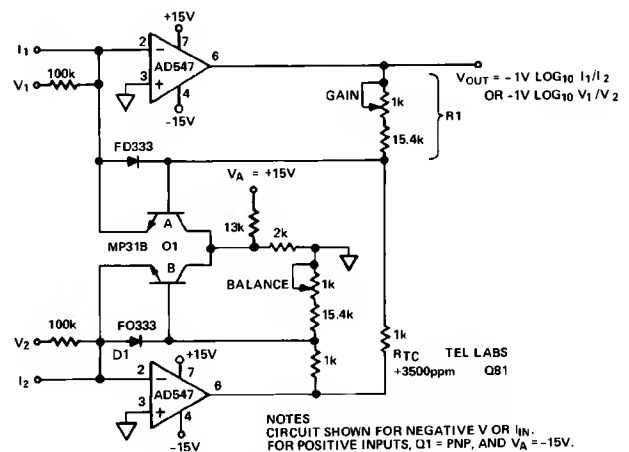 +15V
I1
2
7
6
AD547
V1
100k
3
4
-15V
VOUT = -1V LOG10 I1/I2
OR -1V LOG10 V1/V2
GAIN
1k
R1
15.4k
FD333
VA = +15V
A
13k
MP31B
O1
2k
B
BALANCE
1k
15.4k
V2
100k
FO333
D1
1k
1k
RTC
TEL LABS
+3500ppm
Q81
I2
+15V
2
7
6
AD547
3
4
-15V
NOTES
CIRCUIT SHOWN FOR NEGATIVE V OR IIN.
FOR POSITIVE INPUTS, Q1 = PNP, AND VA = -15V.